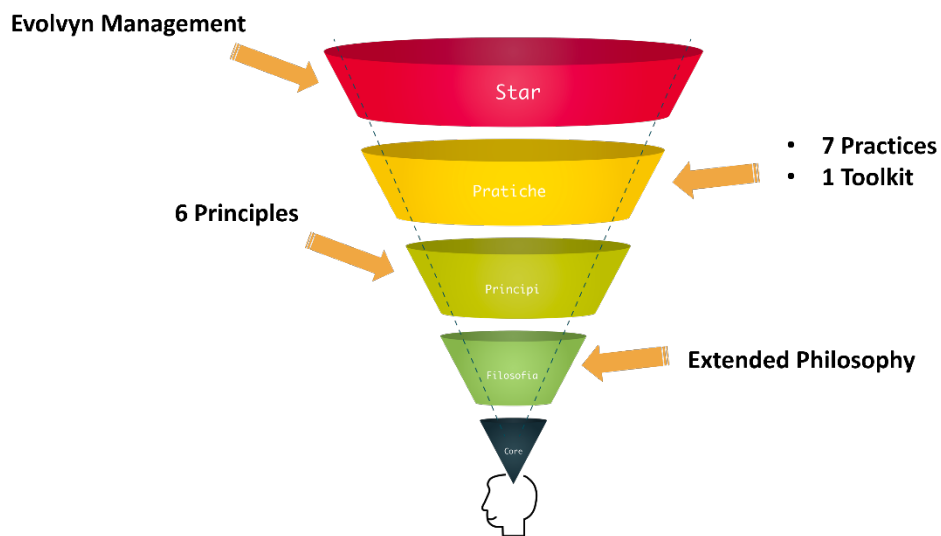 Evolvyn Management
Star
• 7 Practices
• 1 Toolkit
Pratiche
6 Principles
Principi
Extended Philosophy
Filosofia
Core